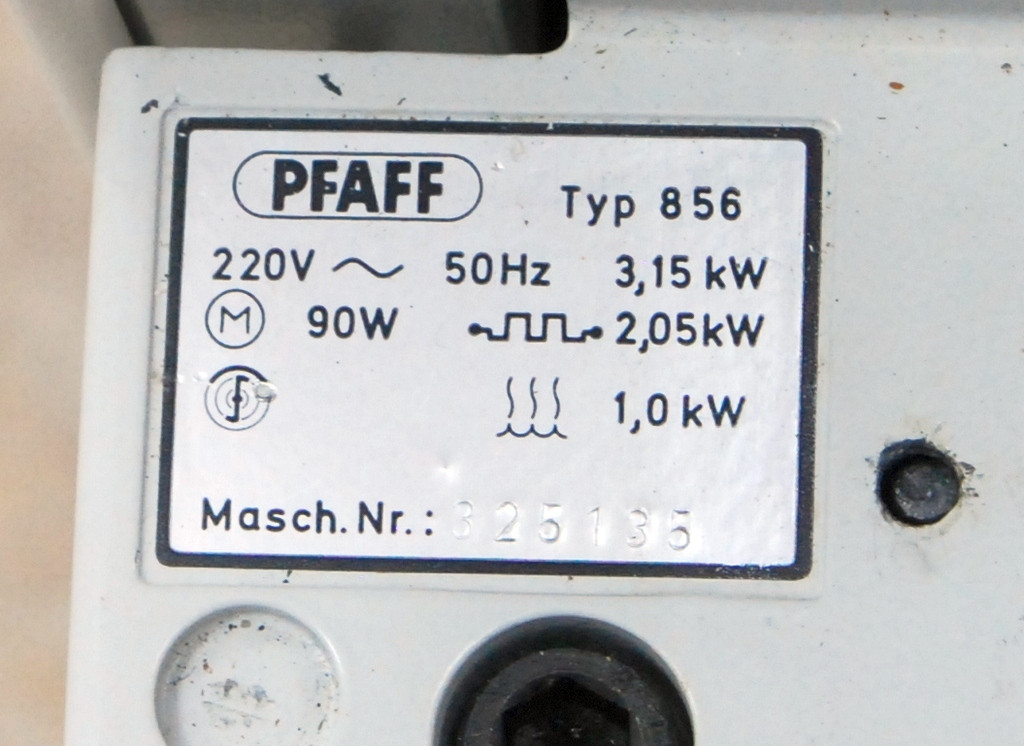 PFAFF Typ 856
220V ~ 50Hz 3,15 kW
M 90W 2,05kW
1,0 kW
Masch. Nr.: 325135